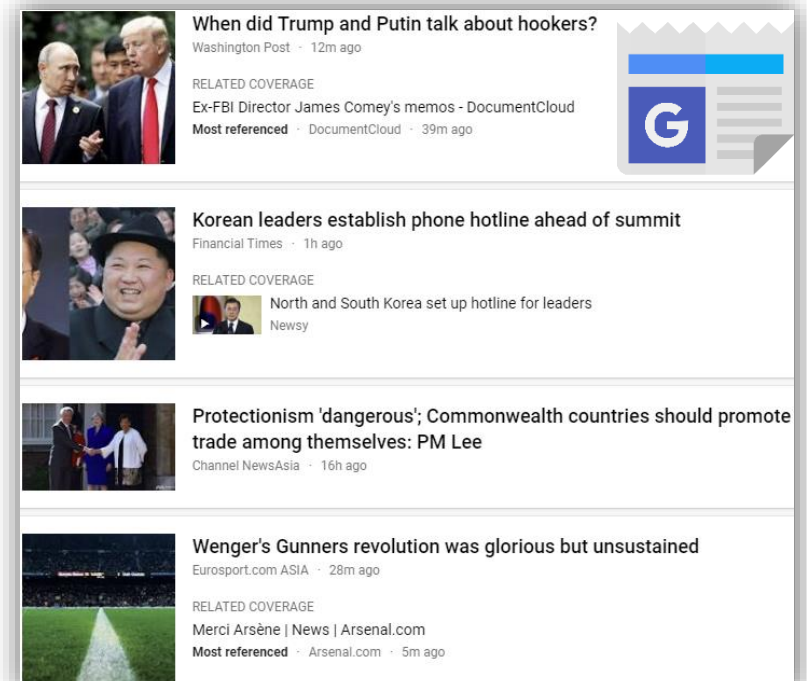 When did Trump and Putin talk about hookers?
Washington Post · 12m ago
RELATED COVERAGE
Ex-FBI Director James Comey's memos - DocumentCloud
Most referenced · DocumentCloud · 39m ago
G
Korean leaders establish phone hotline ahead of summit
Financial Times · 1h ago
RELATED COVERAGE
North and South Korea set up hotline for leaders
Newsy
Protectionism 'dangerous'; Commonwealth countries should promote
trade among themselves: PM Lee
Channel NewsAsia · 16h ago
Wenger's Gunners revolution was glorious but unsustained
Eurosport.com ASIA · 28m ago
RELATED COVERAGE
Merci Arsène | News | Arsenal.com
Most referenced · Arsenal.com · 5m ago